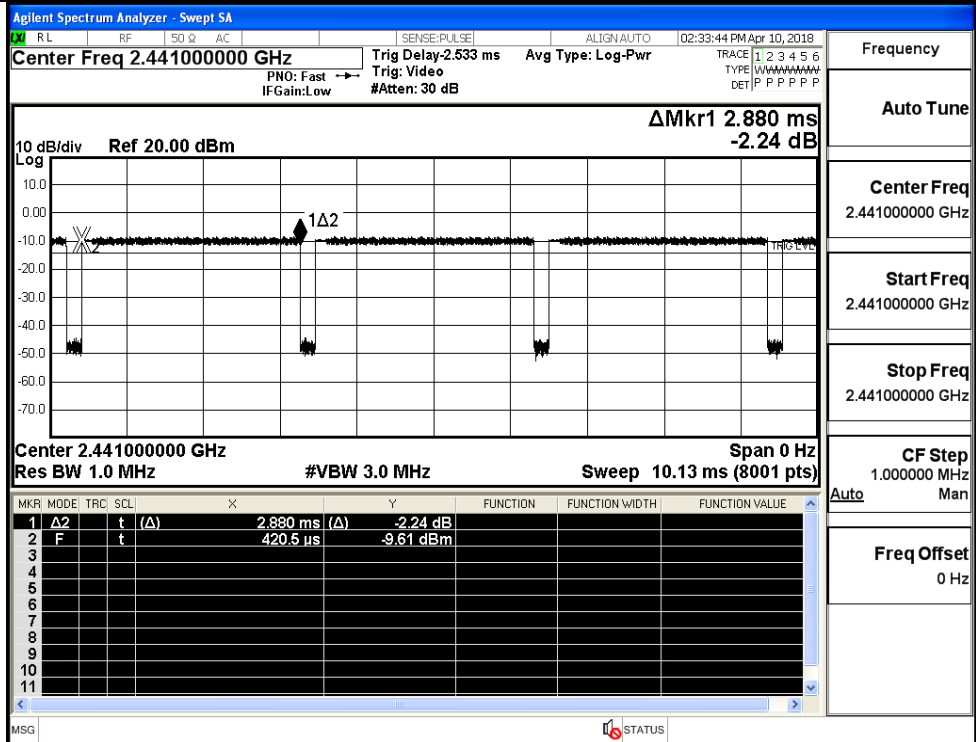 Agilent Spectrum Analyzer - Swept SA
LXI RL RF 50 Ω AC SENSE:PULSE ALIGN AUTO 02:33:44 PM Apr 10, 2018
Center Freq 2.441000000 GHz
PNO: Fast
IFGain:Low
Trig Delay-2.533 ms
Trig: Video
#Atten: 30 dB
Avg Type: Log-Pwr
TRACE 1 2 3 4 5 6
TYPE WWWWWW
DET P P P P P P
ΔMkr1 2.880 ms
-2.24 dB
10 dB/div Ref 20.00 dBm
Log
10.0
0.00
-10.0
-20.0
-30.0
-40.0
-50.0
-60.0
-70.0
1Δ2
2
TRIG LVL
Center 2.441000000 GHz Span 0 Hz
Res BW 1.0 MHz #VBW 3.0 MHz Sweep 10.13 ms (8001 pts)
MKR MODE TRC SCL X Y FUNCTION FUNCTION WIDTH FUNCTION VALUE
1 Δ2 t (Δ) 2.880 ms (Δ) -2.24 dB
2 F t 420.5 µs -9.61 dBm
3
4
5
6
7
8
9
10
11
MSG STATUS
Frequency
Auto Tune
Center Freq
2.441000000 GHz
Start Freq
2.441000000 GHz
Stop Freq
2.441000000 GHz
CF Step
1.000000 MHz
Auto Man
Freq Offset
0 Hz